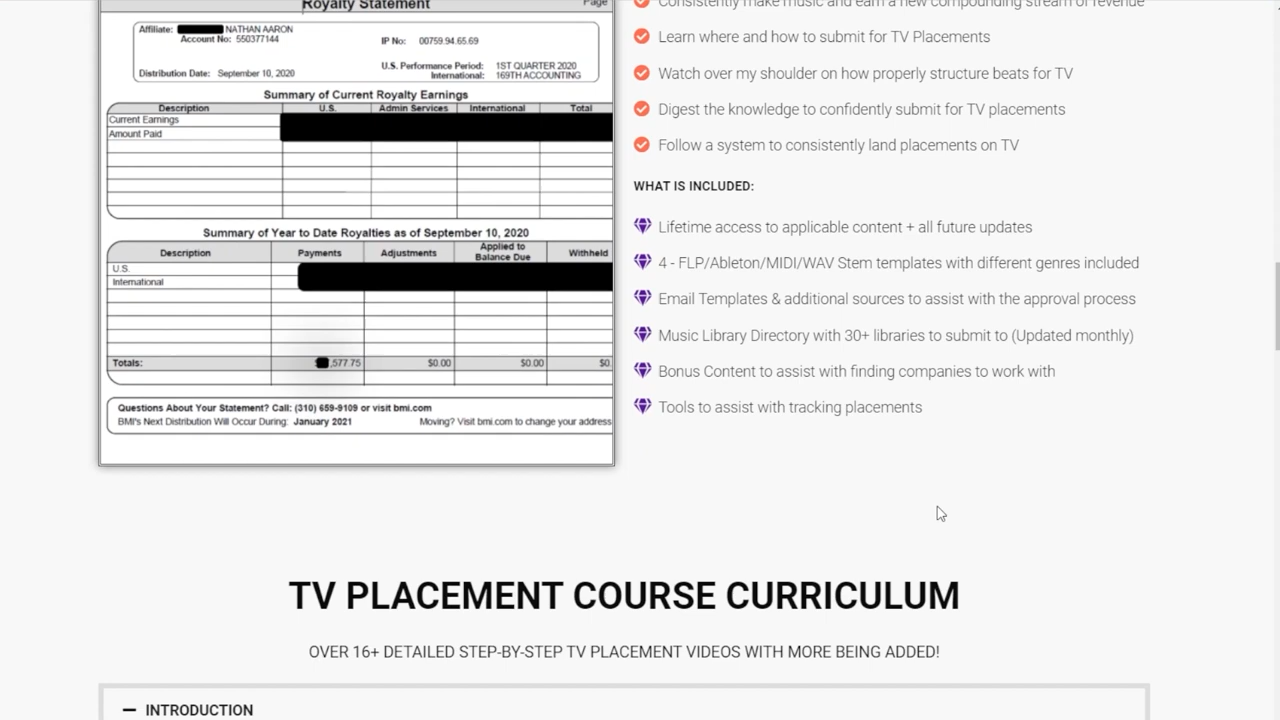 Royalty Statement
Page
Affiliate: NATHAN AARON
Account No: 550377144
IP No: 00759.94.65.69
U.S. Performance Period: 1ST QUARTER 2020
Distribution Date: September 10, 2020
International: 169TH ACCOUNTING
Summary of Current Royalty Earnings
Description U.S. Admin Services International Total
Current Earnings
Amount Paid
Summary of Year to Date Royalties as of September 10, 2020
Description Payments Adjustments Applied to Balance Due Withheld
U.S.
International
Totals: ,577.75 $0.00 $0.00 $0.
Questions About Your Statement? Call: (310) 659-9109 or visit bmi.com
BMI's Next Distribution Will Occur During: January 2021 Moving? Visit bmi.com to change your address
Consistently make music and earn a new compounding stream of revenue
Learn where and how to submit for TV Placements
Watch over my shoulder on how properly structure beats for TV
Digest the knowledge to confidently submit for TV placements
Follow a system to consistently land placements on TV
WHAT IS INCLUDED:
Lifetime access to applicable content + all future updates
4 - FLP/Ableton/MIDI/WAV Stem templates with different genres included
Email Templates & additional sources to assist with the approval process
Music Library Directory with 30+ libraries to submit to (Updated monthly)
Bonus Content to assist with finding companies to work with
Tools to assist with tracking placements
TV PLACEMENT COURSE CURRICULUM
OVER 16+ DETAILED STEP-BY-STEP TV PLACEMENT VIDEOS WITH MORE BEING ADDED!
INTRODUCTION